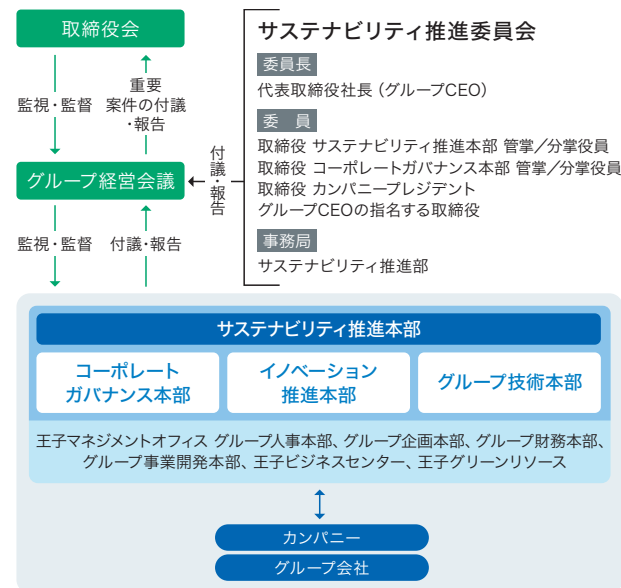 取締役会
監視・監督
重要
案件の付議
・報告
グループ経営会議
付議・報告
監視・監督
付議・報告
サステナビリティ推進委員会
委員長
代表取締役社長（グループCEO）
委　員
取締役 サステナビリティ推進本部 管掌／分掌役員
取締役 コーポレートガバナンス本部 管掌／分掌役員
取締役 カンパニープレジデント
グループCEOの指名する取締役
事務局
サステナビリティ推進部
サステナビリティ推進本部
コーポレート
ガバナンス本部
イノベーション
推進本部
グループ技術本部
王子マネジメントオフィス グループ人事本部、グループ企画本部、グループ財務本部、
グループ事業開発本部、王子ビジネスセンター、王子グリーンリソース
カンパニー
グループ会社